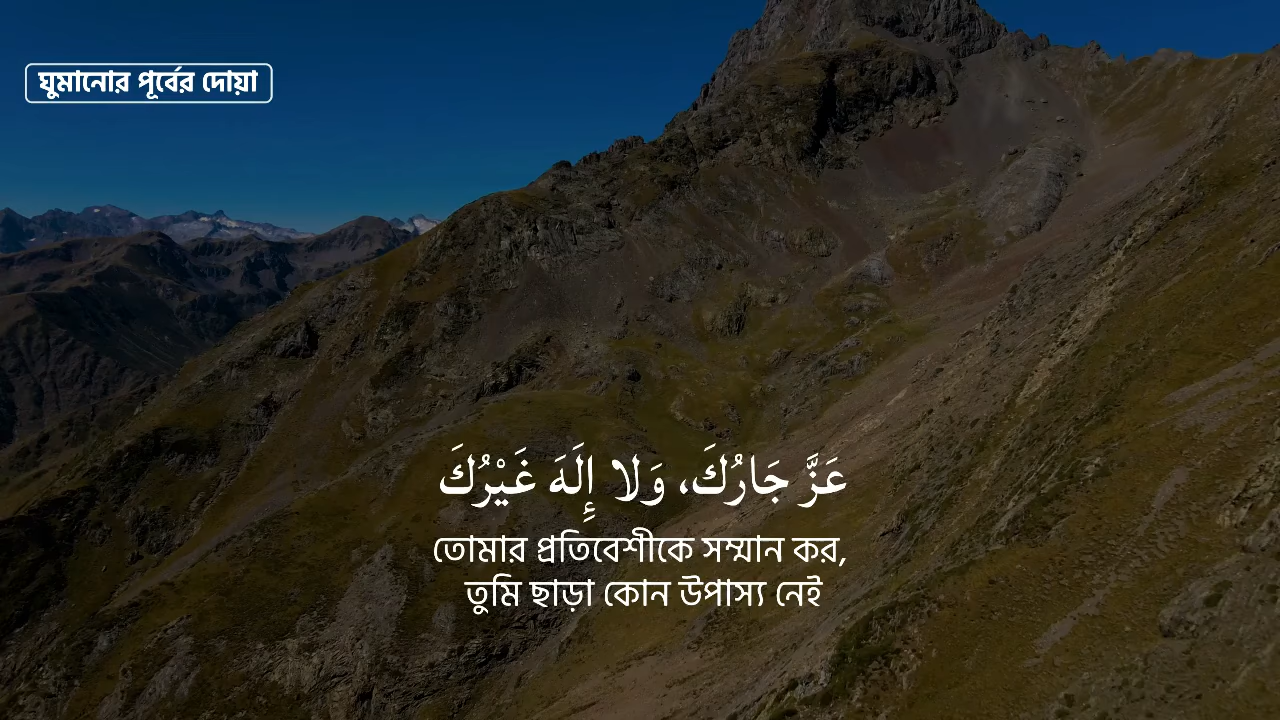 ঘুমানোর পূর্বের দোয়া
عَزَّ جَارُكَ، وَلا إِلَهَ غَيْرُكَ
তোমার প্রতিবেশীকে সম্মান কর,
তুমি ছাড়া কোন উপাস্য নেই